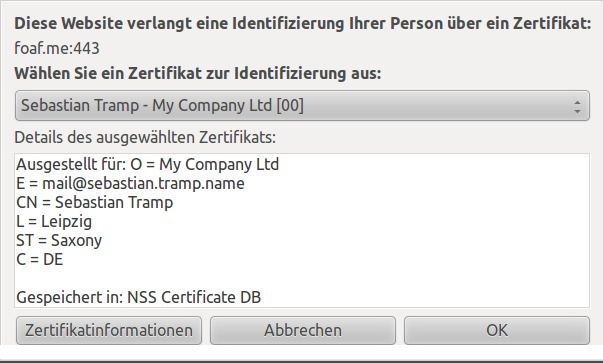 Diese Website verlangt eine Identifizierung Ihrer Person über ein Zertifikat:
foaf.me:443
Wählen Sie ein Zertifikat zur Identifizierung aus:
Sebastian Tramp - My Company Ltd [00]
Details des ausgewählten Zertifikats:
Ausgestellt für: O = My Company Ltd
E = mail@sebastian.tramp.name
CN = Sebastian Tramp
L = Leipzig
ST = Saxony
C = DE
Gespeichert in: NSS Certificate DB
Zertifikatinformationen Abbrechen OK